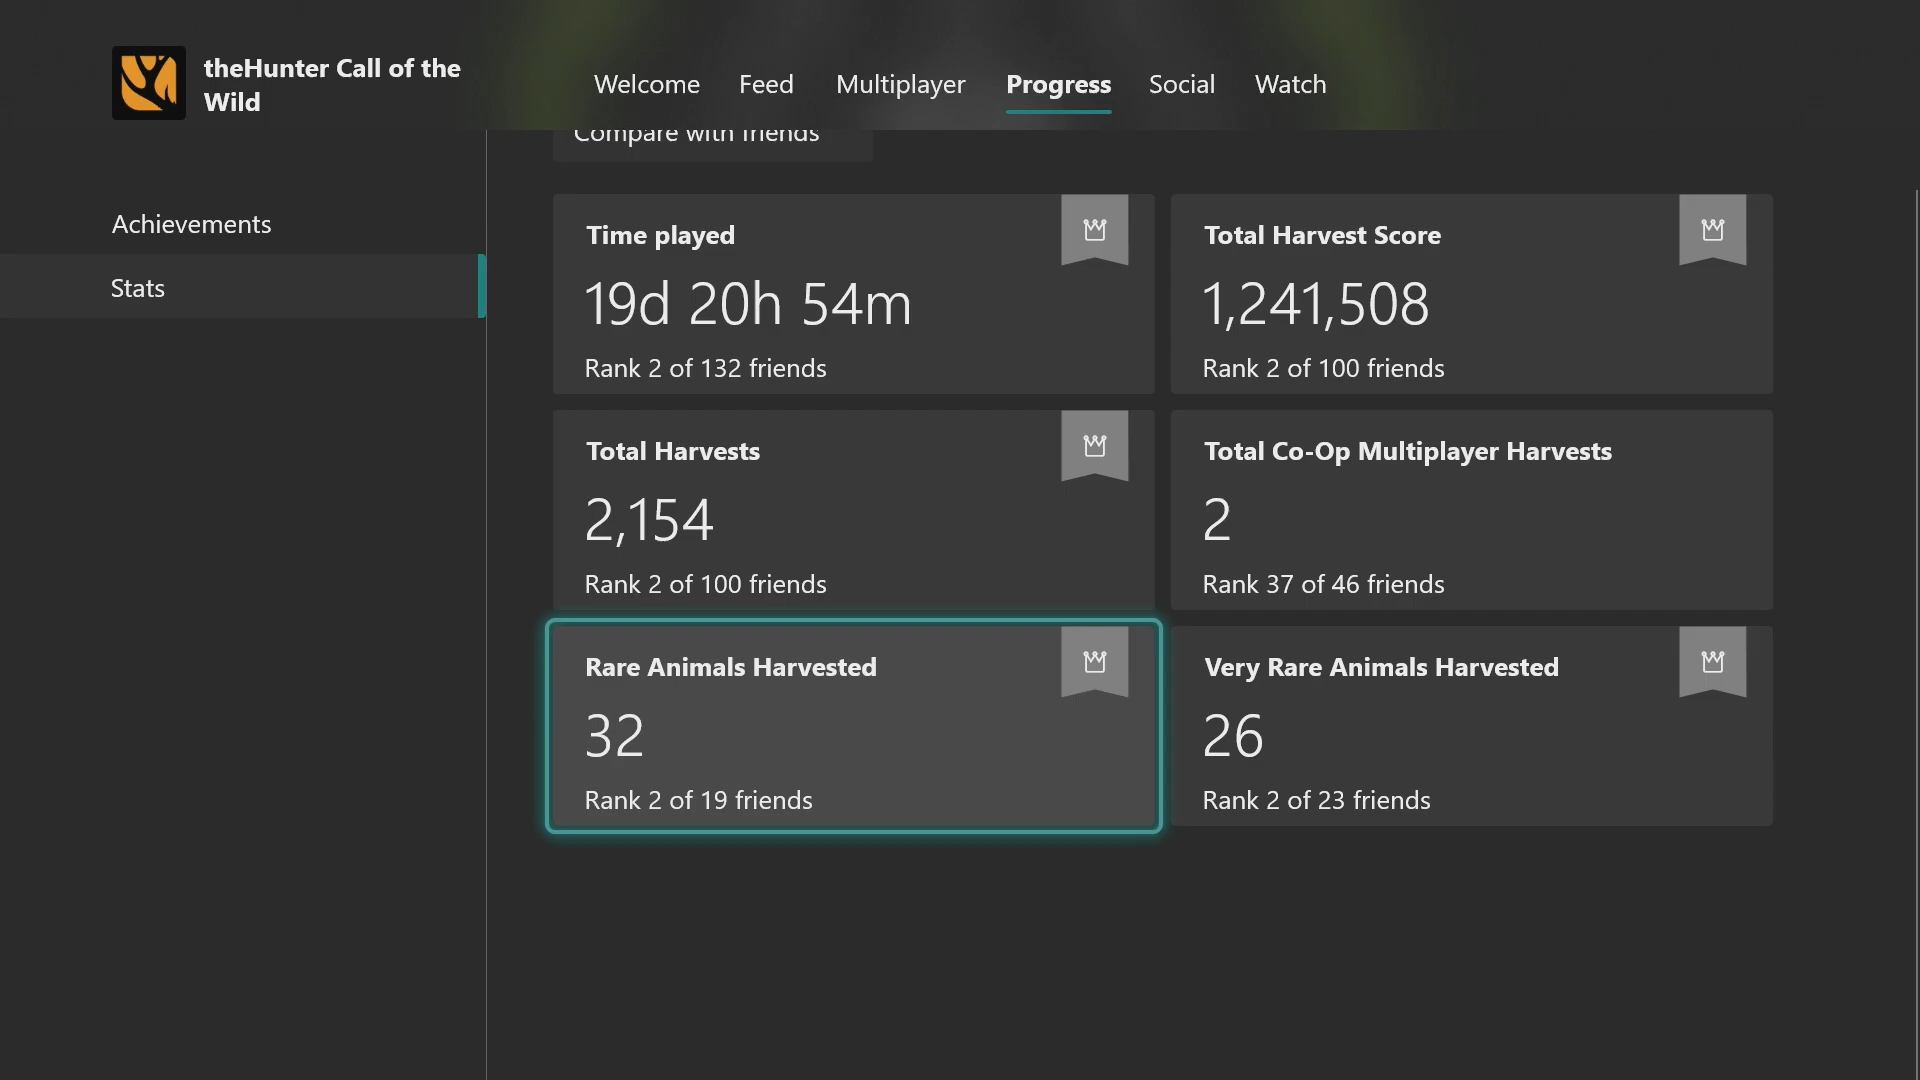 theHunter Call of the
Wild
Welcome
Feed
Multiplayer
Progress
Social
Watch
Achievements
Stats
Compare with friends
Time played
19d 20h 54m
Rank 2 of 132 friends
Total Harvest Score
1,241,508
Rank 2 of 100 friends
Total Harvests
2,154
Rank 2 of 100 friends
Total Co-Op Multiplayer Harvests
2
Rank 37 of 46 friends
Rare Animals Harvested
32
Rank 2 of 19 friends
Very Rare Animals Harvested
26
Rank 2 of 23 friends